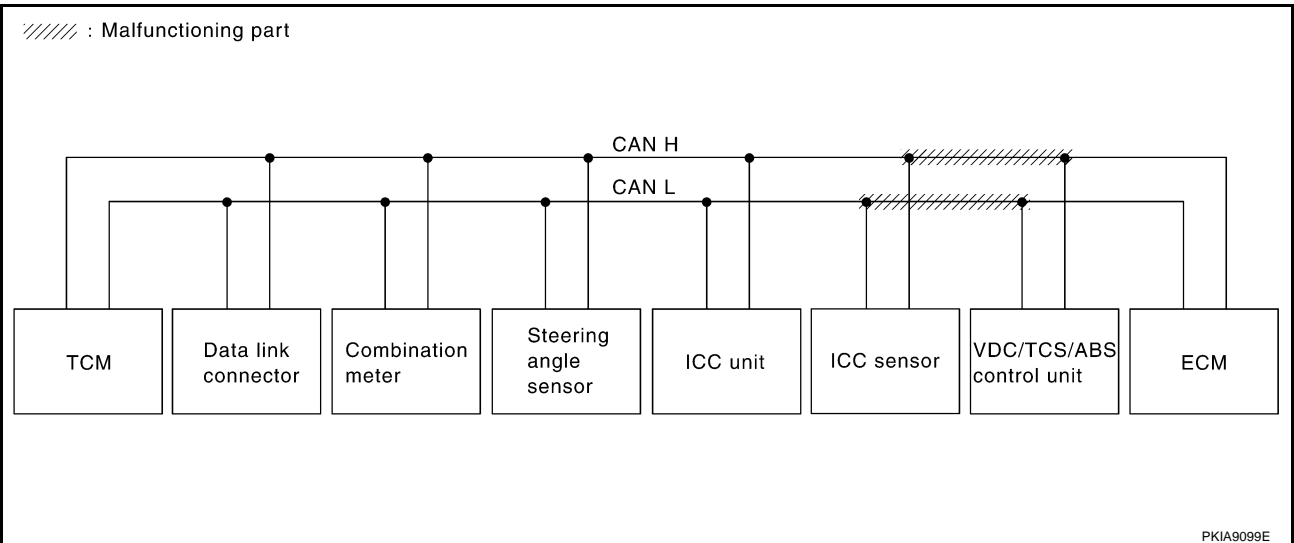 : Malfunctioning part
CAN H
CAN L
TCM
Data link
connector
Combination
meter
Steering
angle
sensor
ICC unit
ICC sensor
VDC/TCS/ABS
control unit
ECM
PKIA9099E